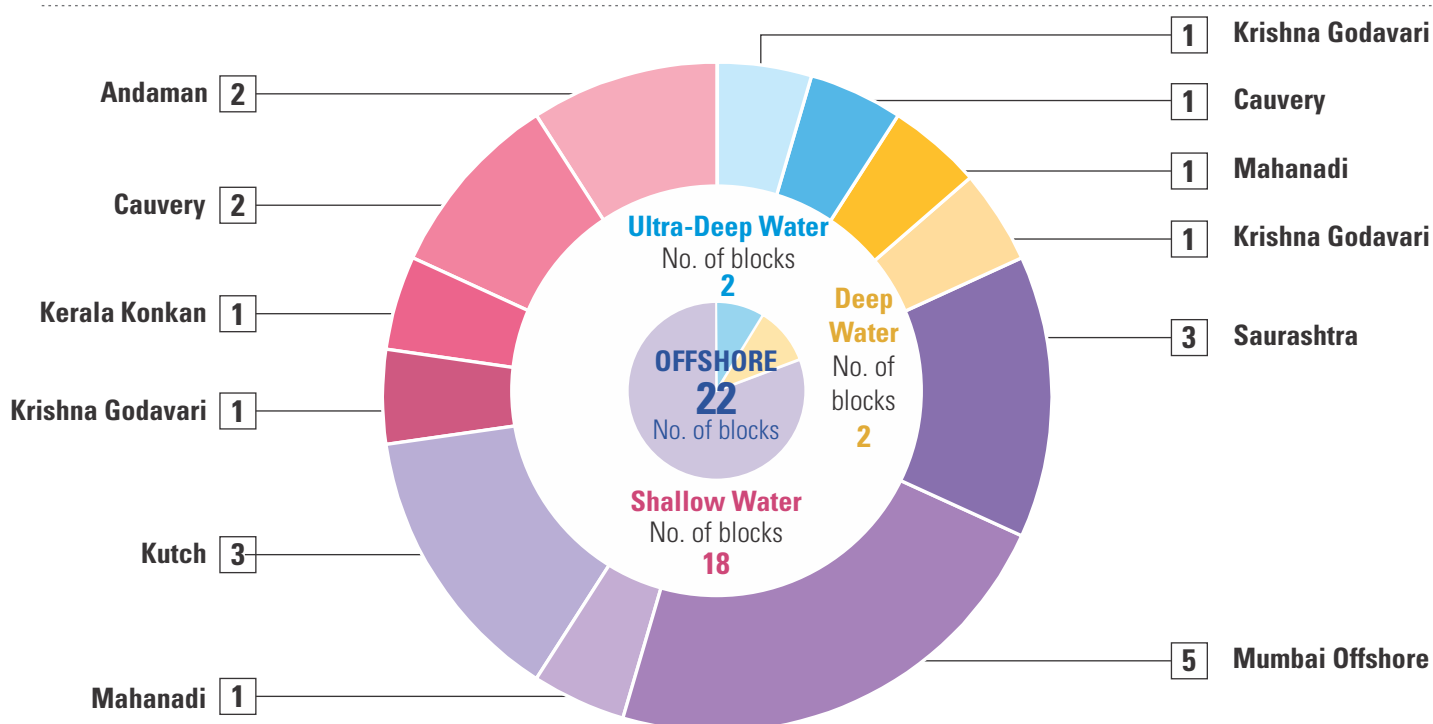 1 Krishna Godavari
1 Cauvery
1 Mahanadi
1 Krishna Godavari
3 Saurashtra
5 Mumbai Offshore
Andaman 2
Cauvery 2
Kerala Konkan 1
Krishna Godavari 1
Kutch 3
Mahanadi 1
Ultra-Deep Water
No. of blocks
2
Deep
Water
No. of
blocks
2
OFFSHORE
22
No. of blocks
Shallow Water
No. of blocks
18